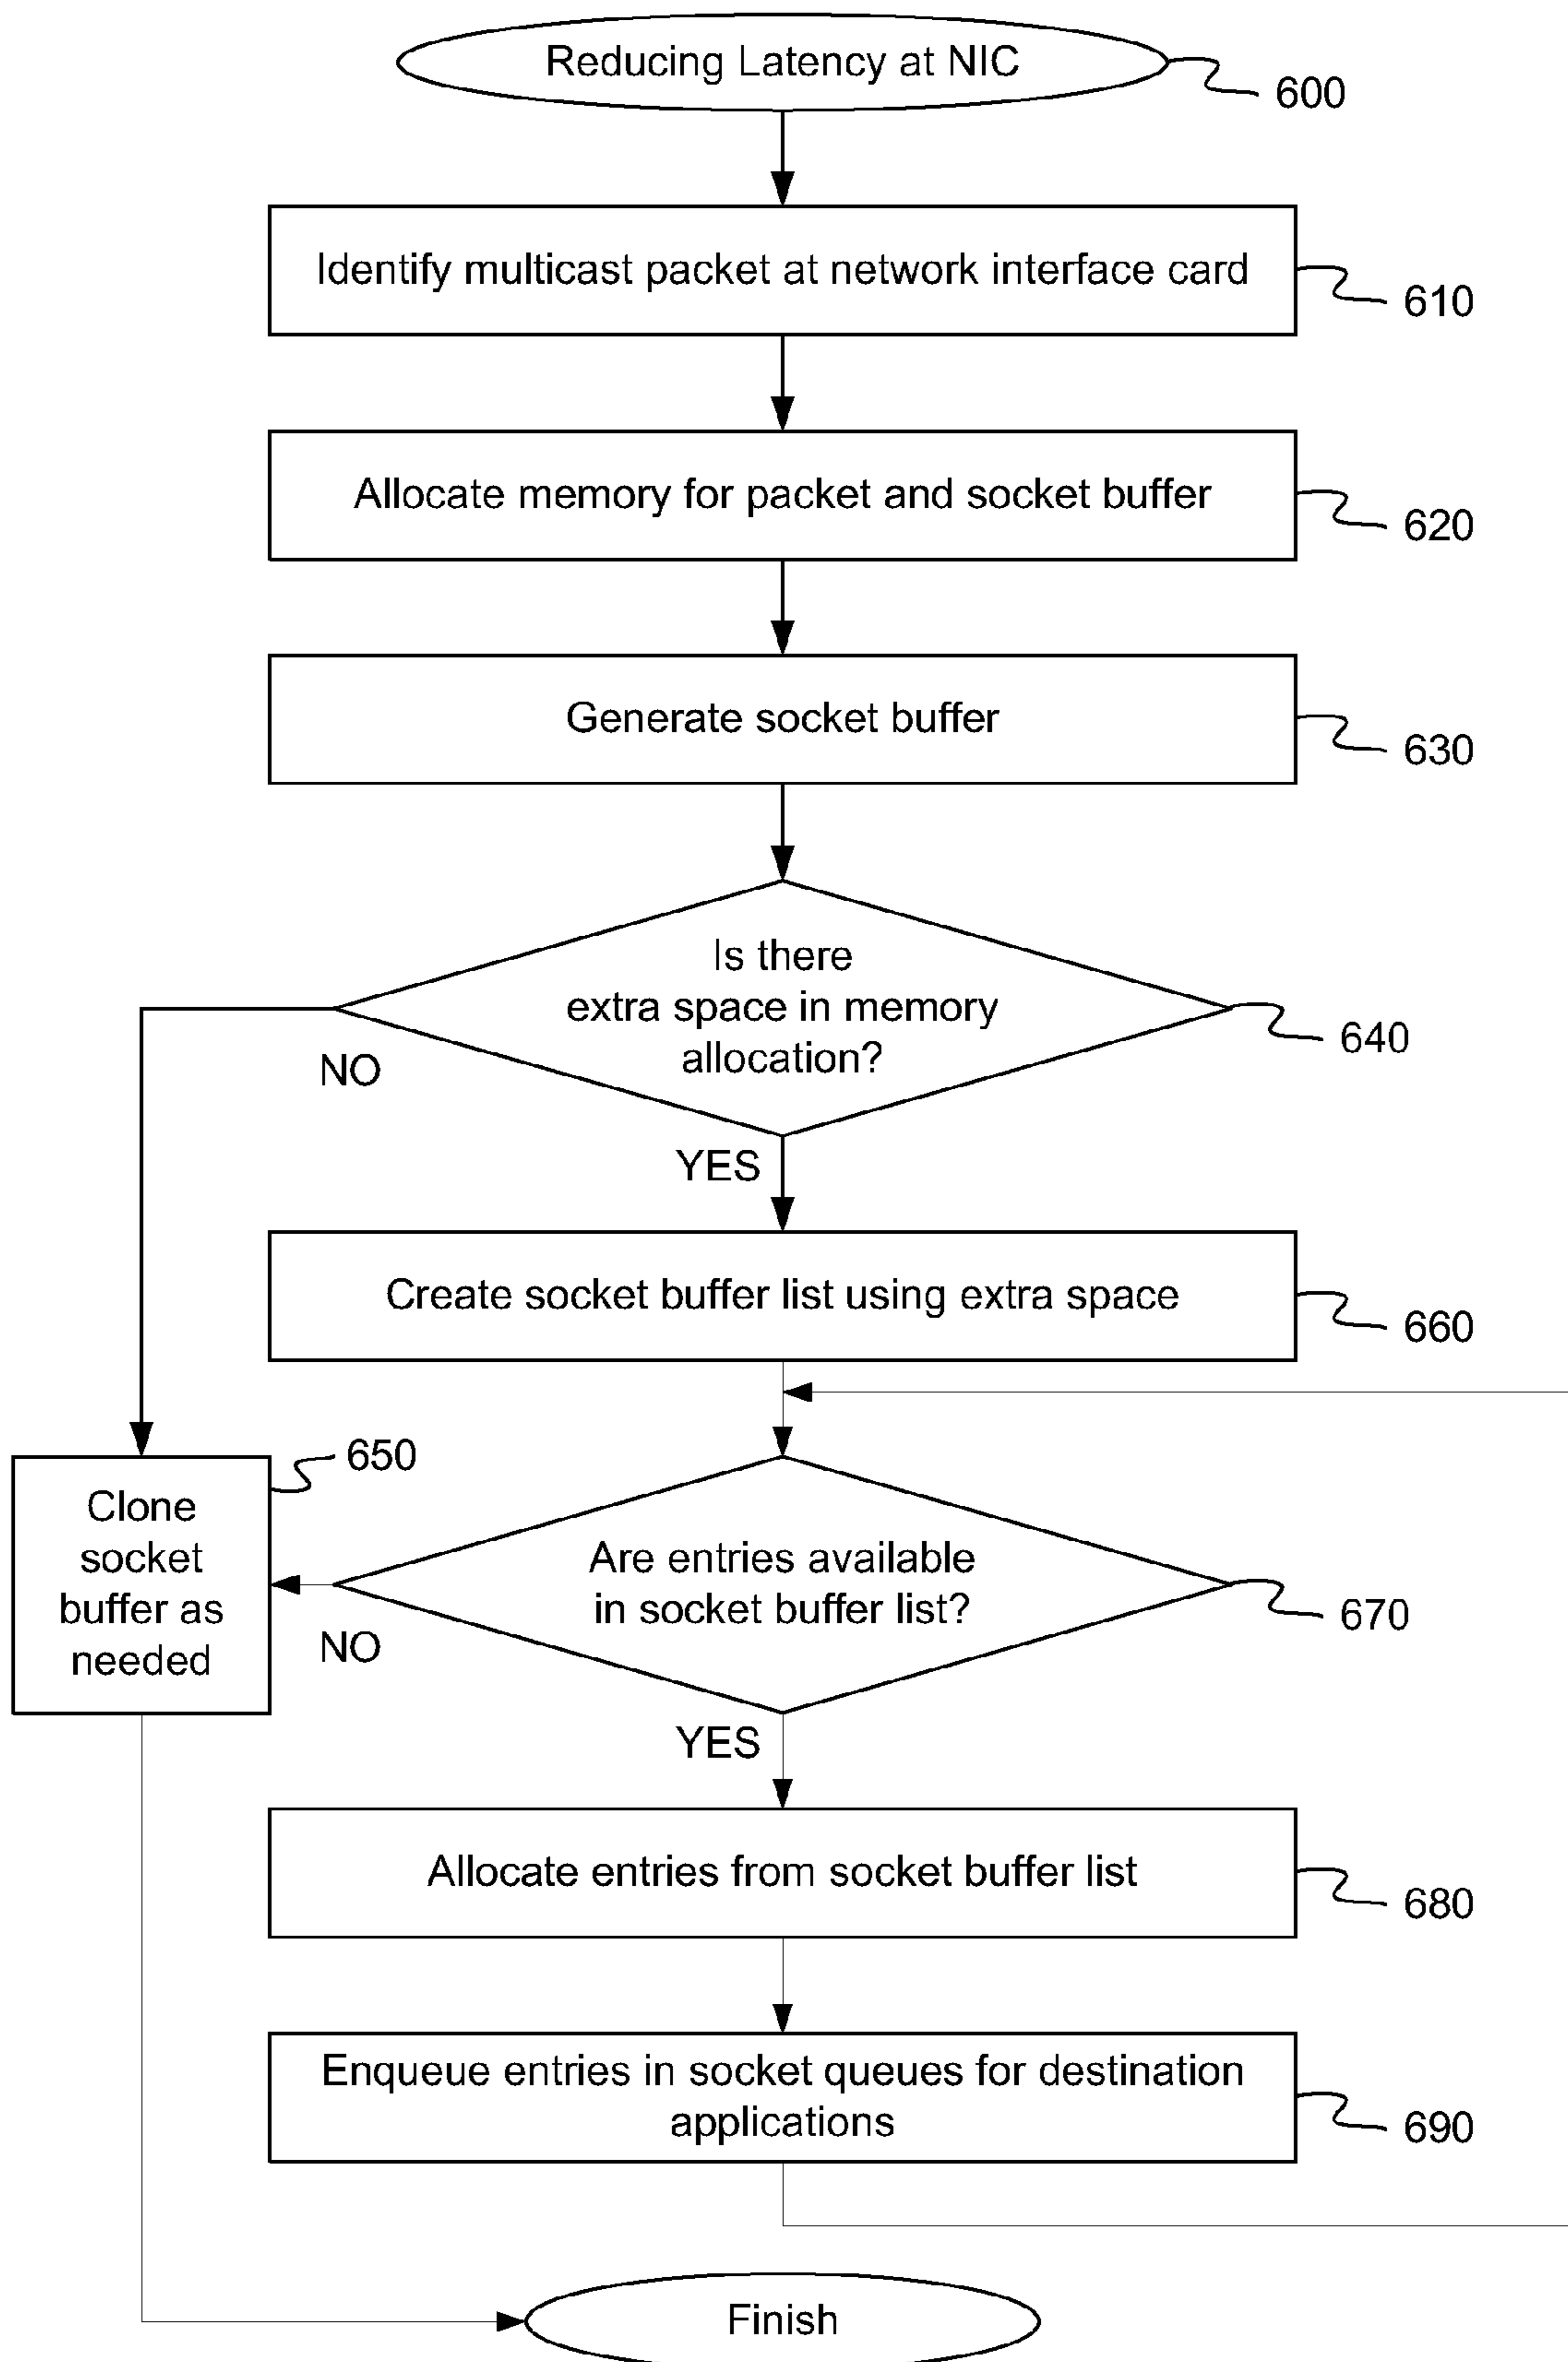 Reducing Latency at NIC
600
Identify multicast packet at network interface card
610
Allocate memory for packet and socket buffer
620
Generate socket buffer
630
Is there
extra space in memory
allocation?
640
NO
YES
Create socket buffer list using extra space
660
650
Clone
socket
buffer as
needed
Are entries available
in socket buffer list?
670
NO
YES
Allocate entries from socket buffer list
680
Enqueue entries in socket queues for destination
applications
690
Finish